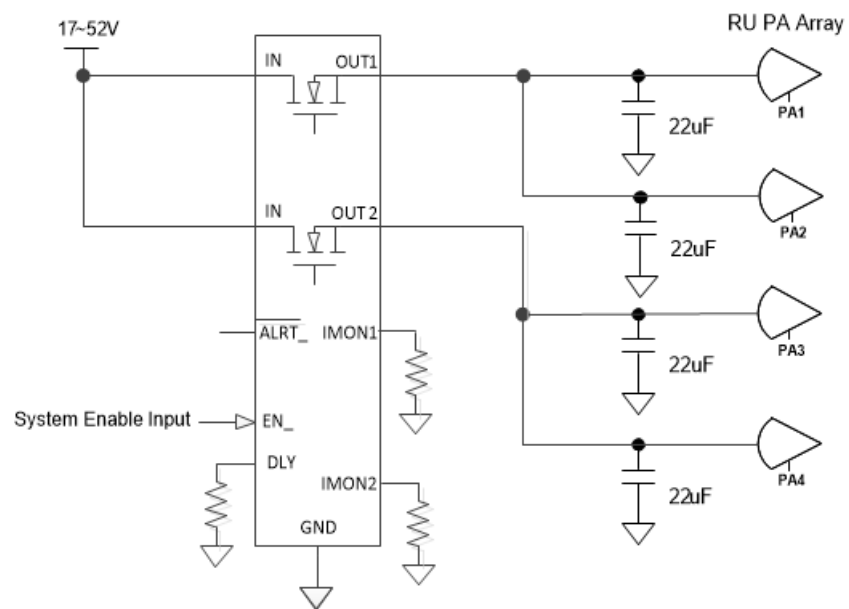 RU PA Array
17~52V
IN
OUT1
PA1
22uF
IN
OUT 2
PA2
22uF
ALRT_
IMON1
PA3
22uF
System Enable Input
EN_
DLY
IMON2
PA4
22uF
GND